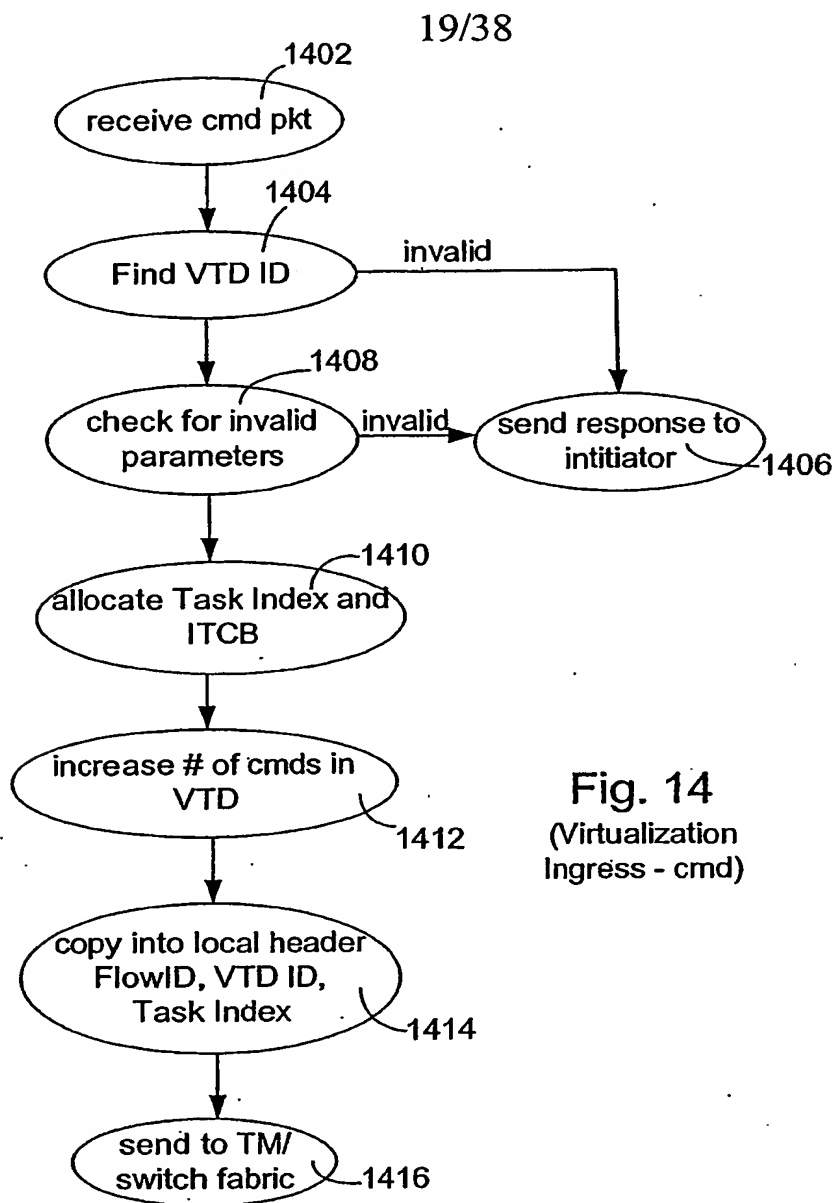 19/38
1402
receive cmd pkt
1404
Find VTD ID
invalid
1408
check for invalid
parameters
invalid
send response to
intitiator
1406
1410
allocate Task Index and
ITCB
increase # of cmds in
VTD
1412
Fig. 14
(Virtualization
Ingress - cmd)
copy into local header
FlowID, VTD ID,
Task Index
1414
send to TM/
switch fabric
1416